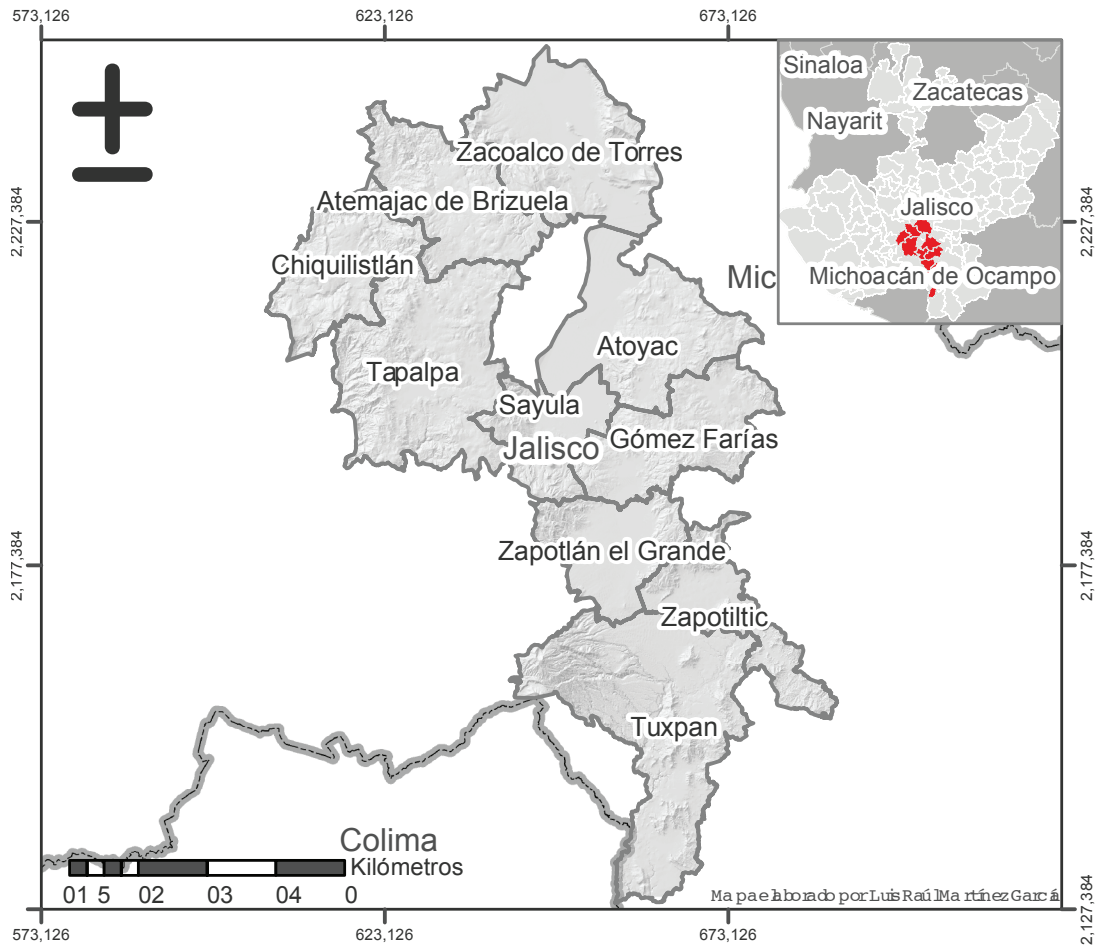 573,126 623,126 673,126
Sinaloa
Zacatecas
Nayarit
Zacoalco de Torres
Atemajac de Brizuela
2,227,384
2,227,384
Jalisco
Chiquilistlán
Mic
Michoacán de Ocampo
Atoyac
Tapalpa
Sayula
Gómez Farías
Jalisco
Zapotlán el Grande
2,177,384
2,177,384
Zapotiltic
Tuxpan
Colima
Kilómetros
01 5 02 03 04 0
Mapa elaborado por Luis Raúl Martínez García
2,127,384
573,126 623,126 673,126